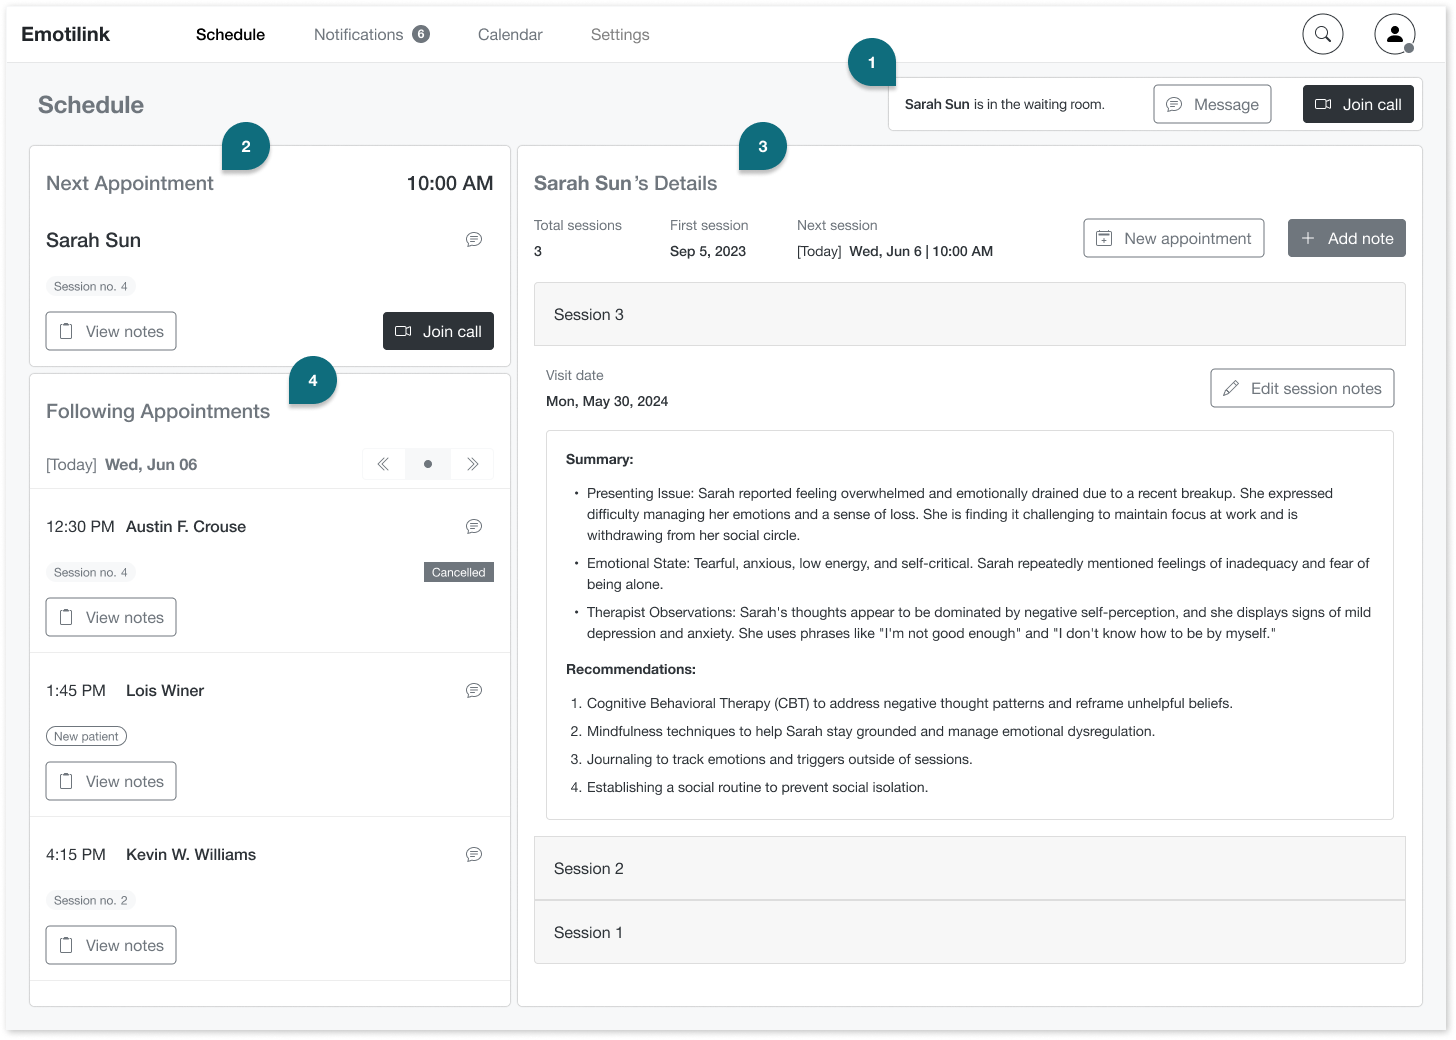 Emotilink
Schedule
Notifications 6
Calendar
Settings
1
Sarah Sun is in the waiting room.
Message
Join call
Schedule
2
Next Appointment
10:00 AM
Sarah Sun
Session no. 4
View notes
Join call
4
Following Appointments
[Today] Wed, Jun 06
12:30 PM Austin F. Crouse
Session no. 4
Cancelled
View notes
1:45 PM Lois Winer
New patient
View notes
4:15 PM Kevin W. Williams
Session no. 2
View notes
3
Sarah Sun's Details
Total sessions
3
First session
Sep 5, 2023
Next session
[Today] Wed, Jun 6 | 10:00 AM
New appointment
Add note
Session 3
Visit date
Mon, May 30, 2024
Edit session notes
Summary:
• Presenting Issue: Sarah reported feeling overwhelmed and emotionally drained due to a recent breakup. She expressed
difficulty managing her emotions and a sense of loss. She is finding it challenging to maintain focus at work and is
withdrawing from her social circle.
• Emotional State: Tearful, anxious, low energy, and self-critical. Sarah repeatedly mentioned feelings of inadequacy and fear of
being alone.
• Therapist Observations: Sarah's thoughts appear to be dominated by negative self-perception, and she displays signs of mild
depression and anxiety. She uses phrases like "I'm not good enough" and "I don't know how to be by myself."
Recommendations:
1. Cognitive Behavioral Therapy (CBT) to address negative thought patterns and reframe unhelpful beliefs.
2. Mindfulness techniques to help Sarah stay grounded and manage emotional dysregulation.
3. Journaling to track emotions and triggers outside of sessions.
4. Establishing a social routine to prevent social isolation.
Session 2
Session 1